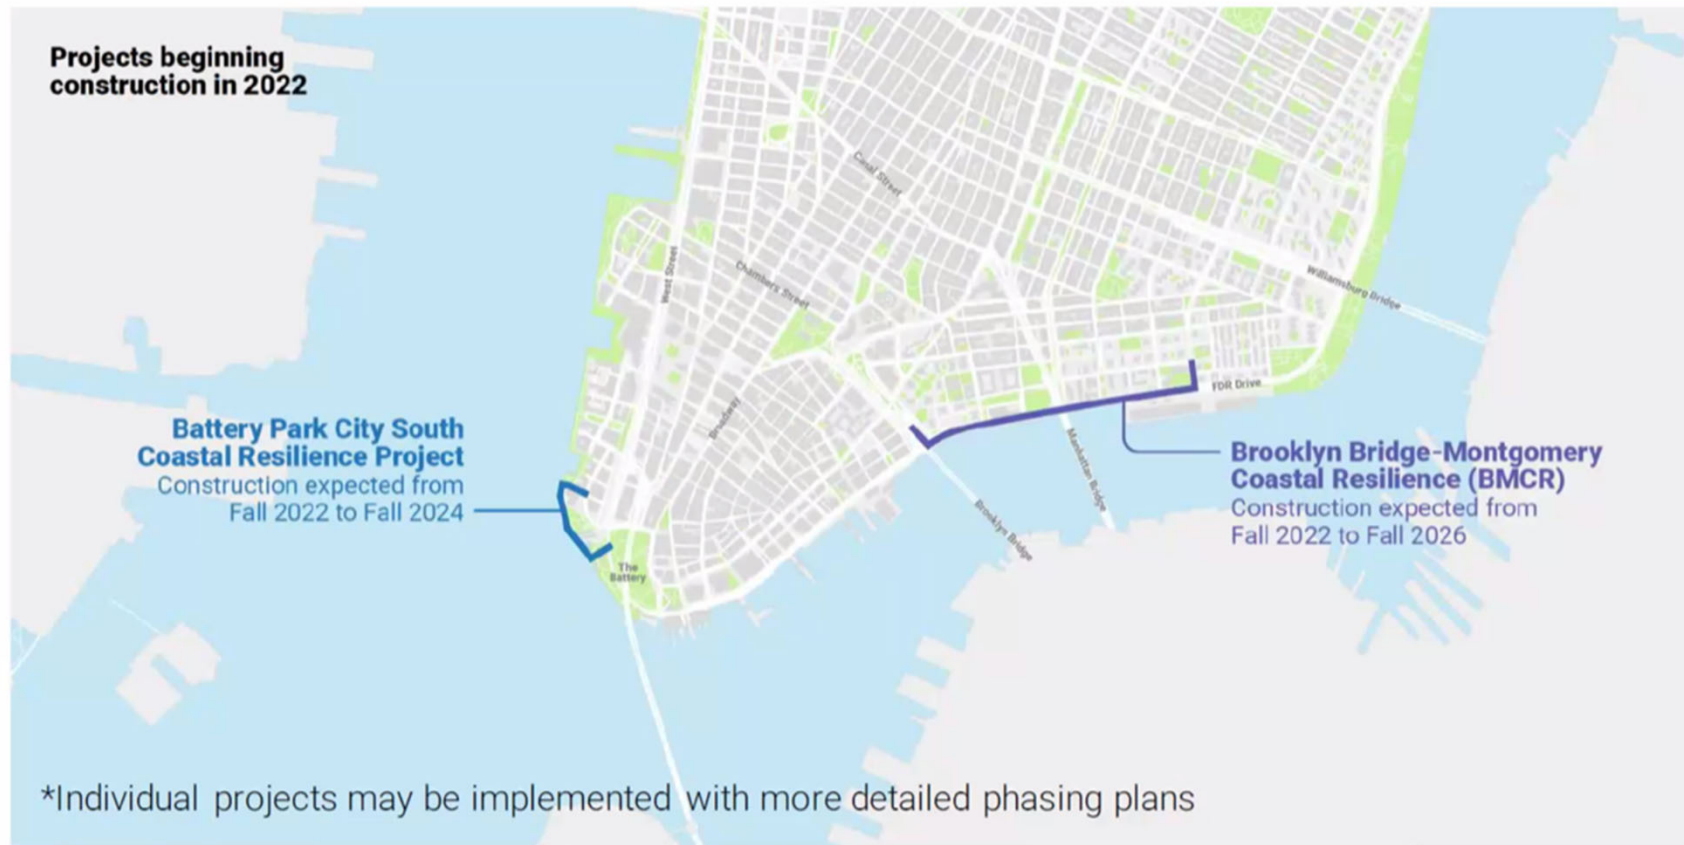 Projects beginning
construction in 2022
Canal Street
West Street
Chambers Street
Williamsburg Bridge
FDR Drive
Broadway
Battery Park City South
Coastal Resilience Project
Construction expected from
Fall 2022 to Fall 2024
Manhattan Bridge
Brooklyn Bridge-Montgomery
Coastal Resilience (BMCR)
Construction expected from
Fall 2022 to Fall 2026
Brooklyn Bridge
The
Battery
*Individual projects may be implemented with more detailed phasing plans